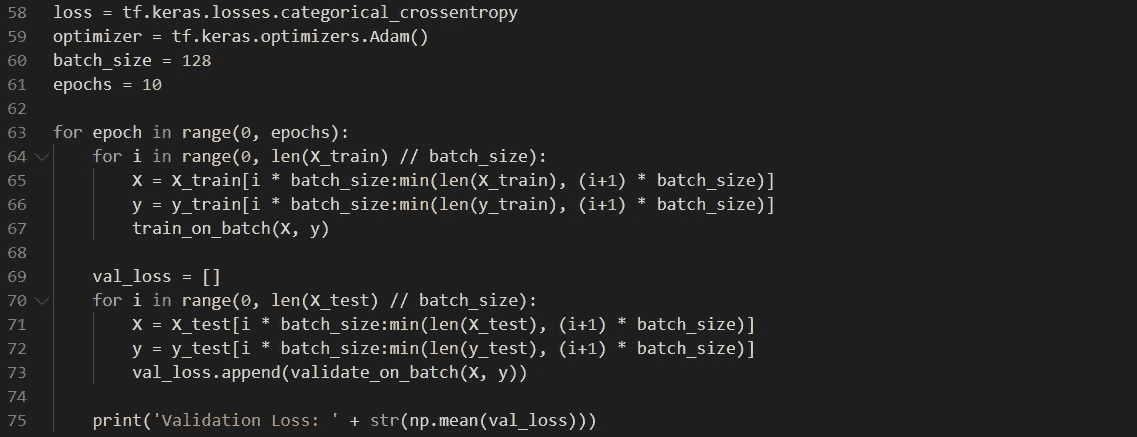 58 loss = tf.keras.losses.categorical_crossentropy
59 optimizer = tf.keras.optimizers.Adam()
60 batch_size = 128
61 epochs = 10
62
63 for epoch in range(0, epochs):
64     for i in range(0, len(X_train) // batch_size):
65         X = X_train[i * batch_size:min(len(X_train), (i+1) * batch_size)]
66         y = y_train[i * batch_size:min(len(y_train), (i+1) * batch_size)]
67         train_on_batch(X, y)
68
69     val_loss = []
70     for i in range(0, len(X_test) // batch_size):
71         X = X_test[i * batch_size:min(len(X_test), (i+1) * batch_size)]
72         y = y_test[i * batch_size:min(len(y_test), (i+1) * batch_size)]
73         val_loss.append(validate_on_batch(X, y))
74
75     print('Validation Loss: ' + str(np.mean(val_loss)))